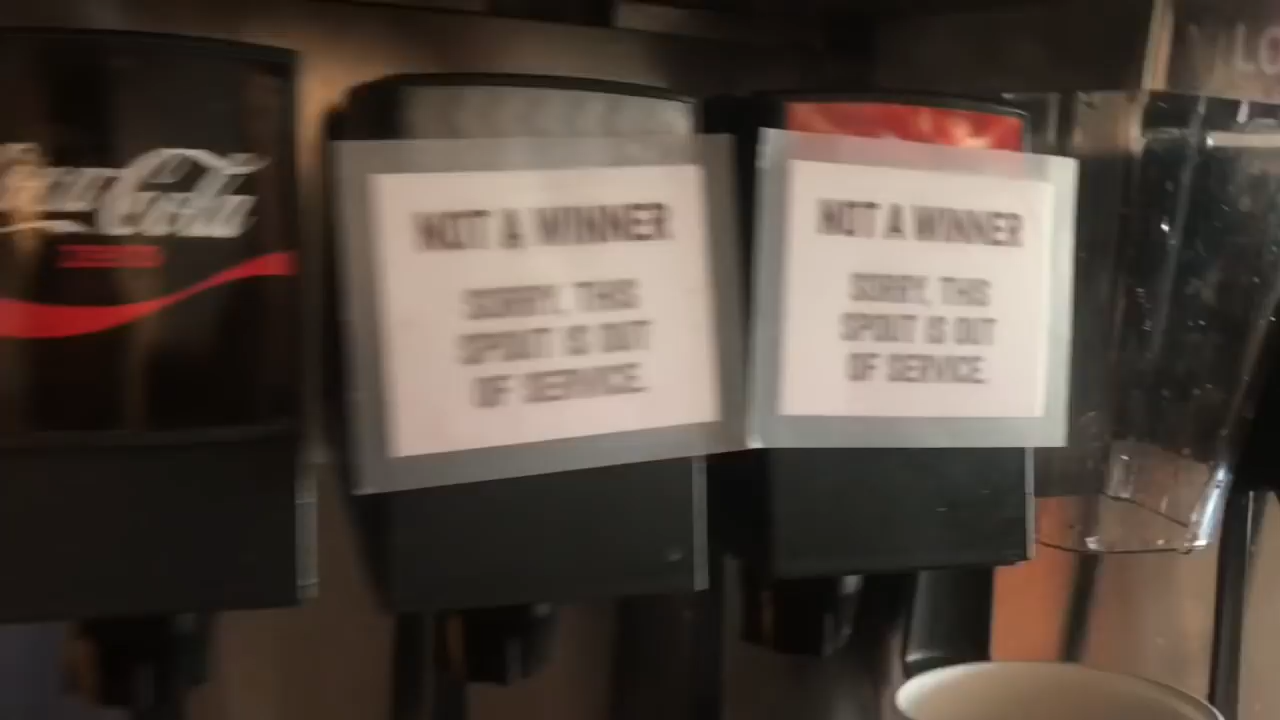 Coca-Cola
ZERO
NOT A WINNER
SORRY, THIS
SPOUT IS OUT
OF SERVICE.
NOT A WINNER
SORRY, THIS
SPOUT IS OUT
OF SERVICE.